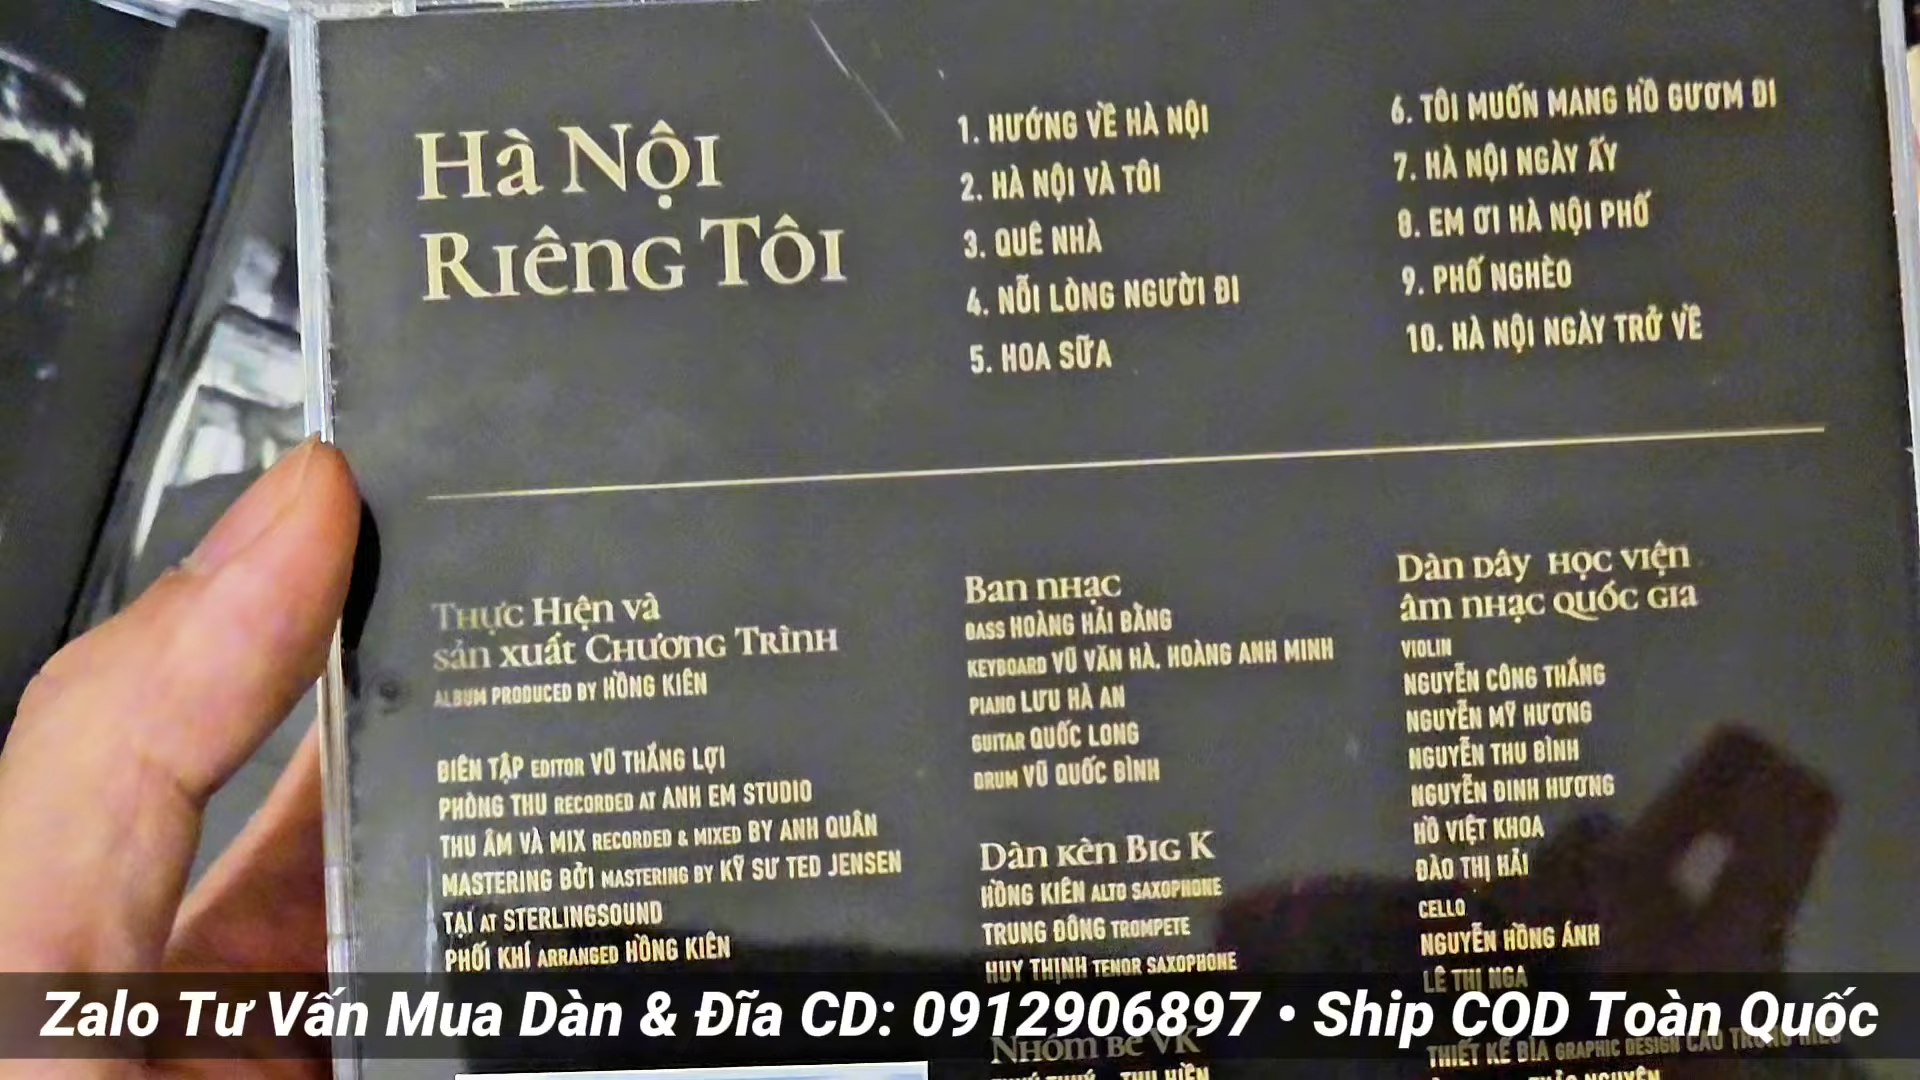 Hà Nội
Riêng Tôi
1. HƯỚNG VỀ HÀ NỘI
2. HÀ NỘI VÀ TÔI
3. QUÊ NHÀ
4. NỖI LÒNG NGƯỜI ĐI
5. HOA SỮA
6. TÔI MUỐN MANG HỒ GƯƠM ĐI
7. HÀ NỘI NGÀY ẤY
8. EM ƠI HÀ NỘI PHỐ
9. PHỐ NGHÈO
10. HÀ NỘI NGÀY TRỞ VỀ
Thực Hiện và
sản xuất Chương Trình
ALBUM PRODUCED BY HỒNG KIÊN
BIÊN TẬP EDITOR VŨ THẮNG LỢI
PHÒNG THU RECORDED AT ANH EM STUDIO
THU ÂM VÀ MIX RECORDED & MIXED BY ANH QUÂN
MASTERING BỞI MASTERING BY KỸ SƯ TED JENSEN
TẠI AT STERLINGSOUND
PHỐI KHÍ ARRANGED HỒNG KIÊN
Ban nhạc
BASS HOÀNG HẢI BẰNG
KEYBOARD VŨ VĂN HÀ, HOÀNG ANH MINH
PIANO LƯU HÀ AN
GUITAR QUỐC LONG
DRUM VŨ QUỐC BÌNH
Dàn kèn Big K
HỒNG KIÊN ALTO SAXOPHONE
TRUNG ĐÔNG TROMPETE
HUY THỊNH TENOR SAXOPHONE
Nhóm bè VK
Dàn Dây Học viện
âm nhạc Quốc gia
VIOLIN
NGUYỄN CÔNG THẮNG
NGUYỄN MỸ HƯƠNG
NGUYỄN THU BÌNH
NGUYỄN ĐINH HƯƠNG
HỒ VIỆT KHOA
ĐÀO THỊ HẢI
CELLO
NGUYỄN HỒNG ÁNH
LÊ THỊ NGA
THIẾT KẾ BÌA GRAPHIC DESIGN
Zalo Tư Vấn Mua Dàn & Đĩa CD: 0912906897 • Ship COD Toàn Quốc